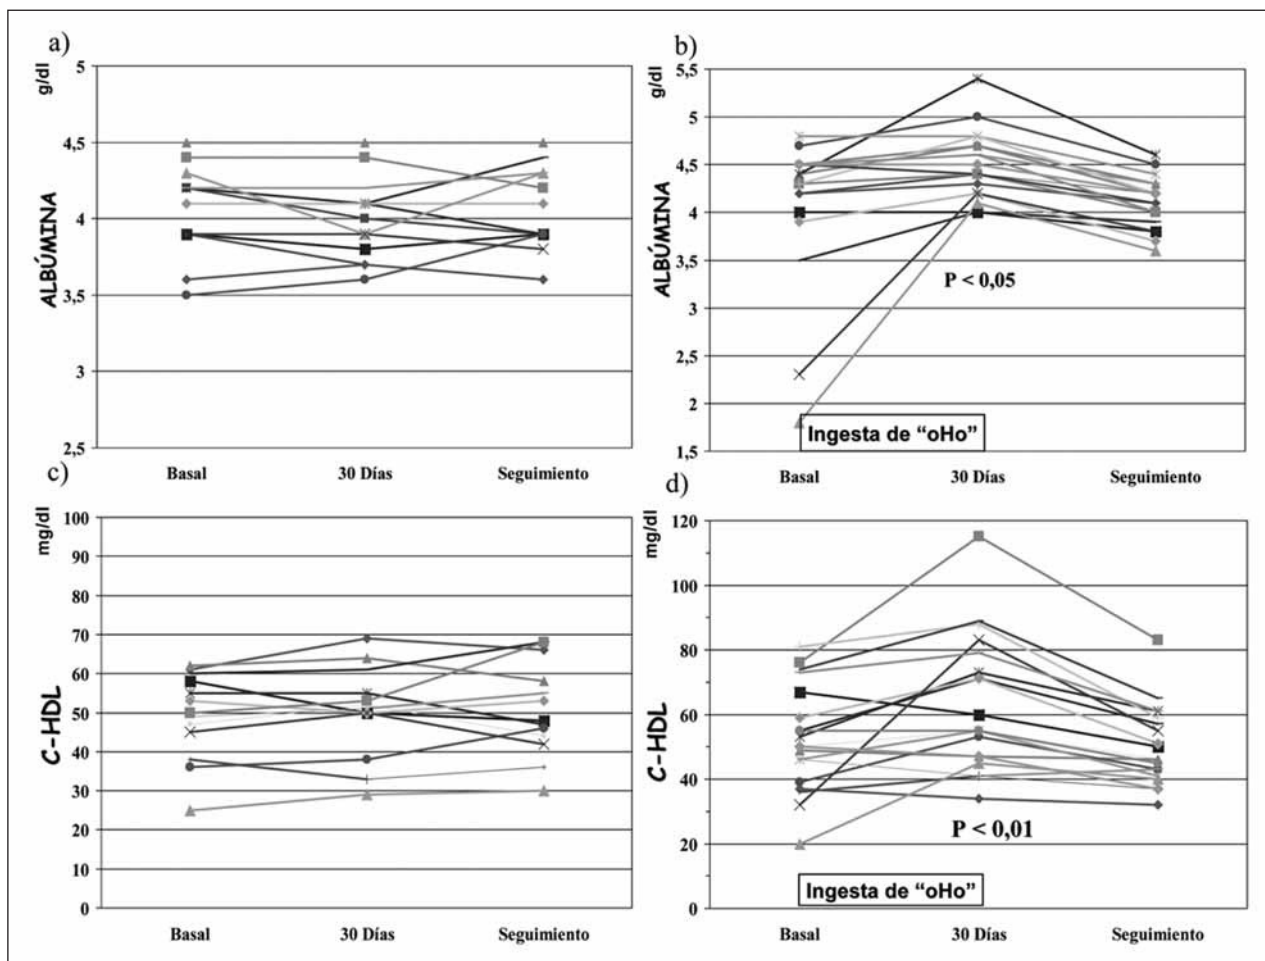 a)
g/dl
ALBÚMINA
5
4,5
4
3,5
3
2,5
Basal
30 Días
Seguimiento
b)
g/dl
ALBÚMINA
5,5
5
4,5
4
3,5
3
2,5
2
1,5
P < 0,05
Ingesta de “oHo”
Basal
30 Días
Seguimiento
c)
mg/dl
C-HDL
100
90
80
70
60
50
40
30
20
10
0
Basal
30 Días
Seguimiento
d)
mg/dl
C-HDL
120
100
80
60
40
20
0
P < 0,01
Ingesta de “oHo”
Basal
30 Días
Seguimiento